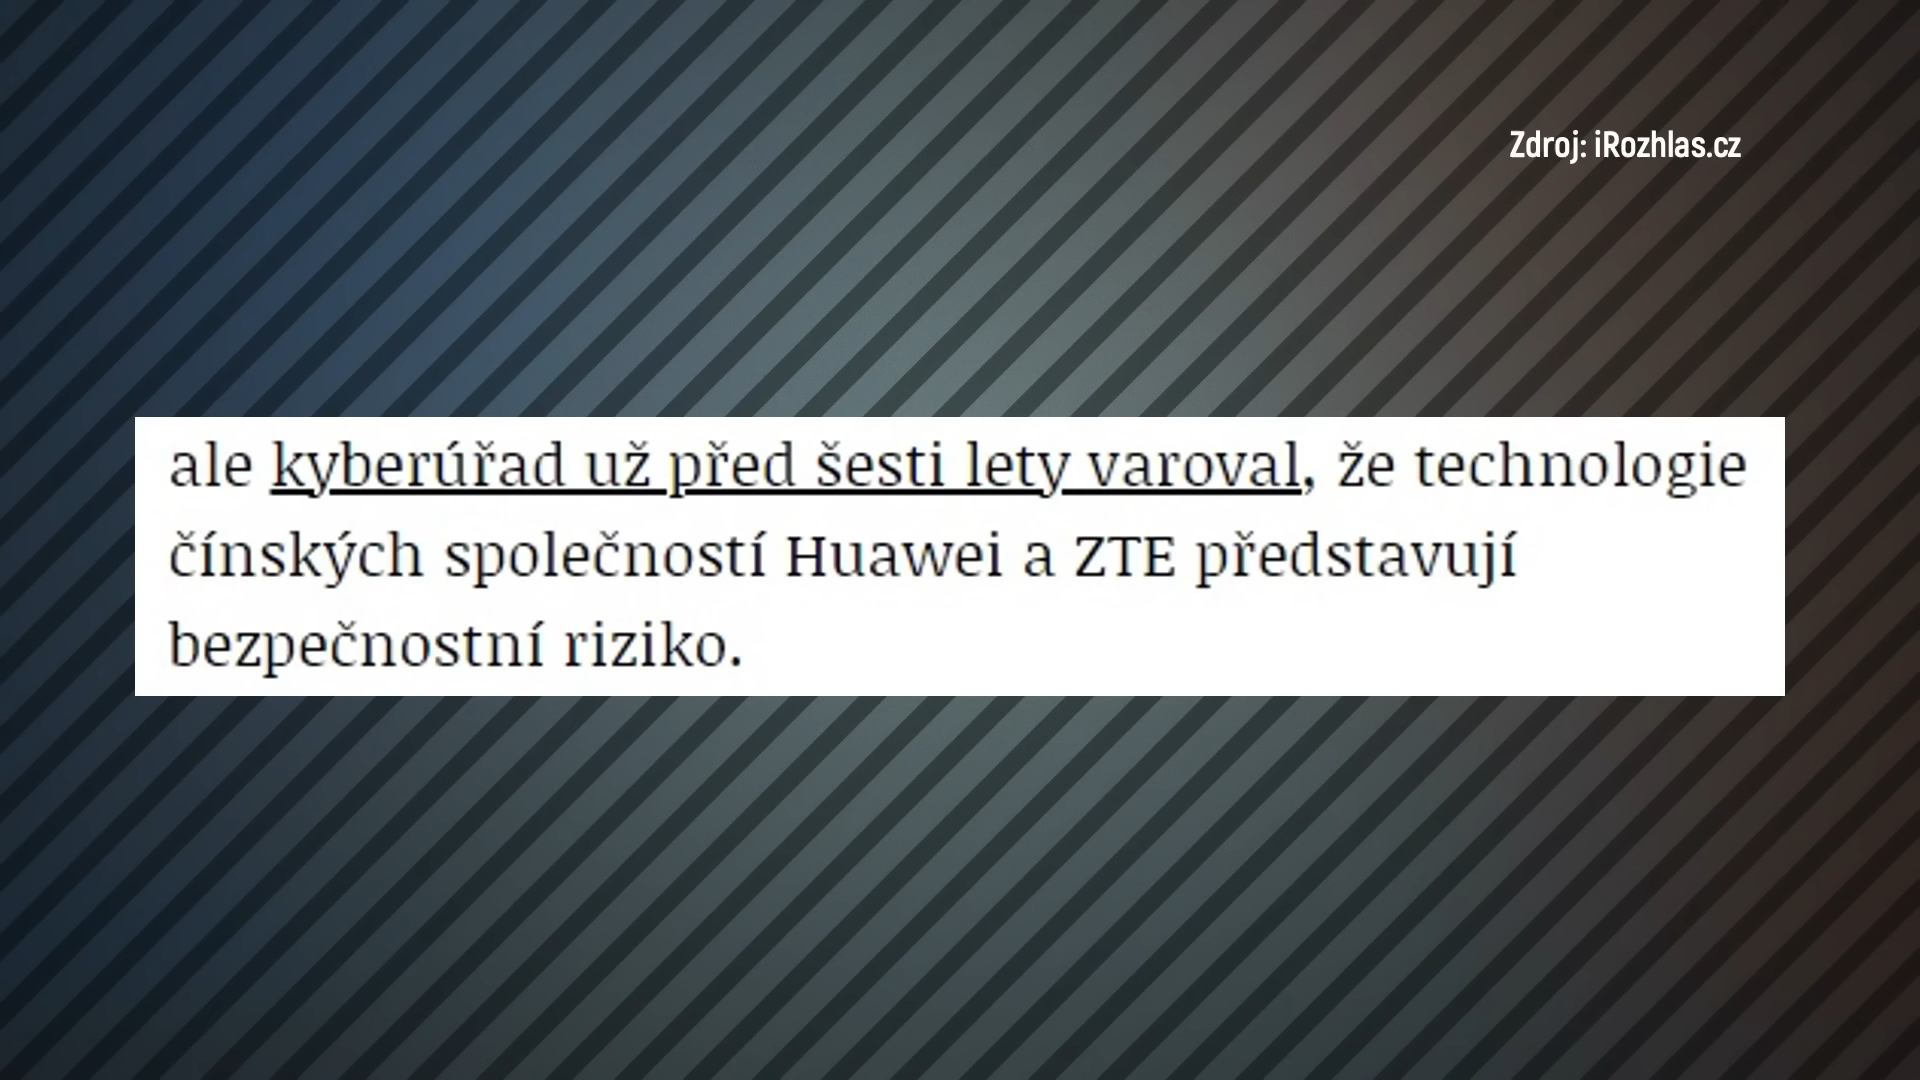 Zdroj: iRozhlas.cz
ale kyberúřad už před šesti lety varoval, že technologie
čínských společností Huawei a ZTE představují
bezpečnostní riziko.